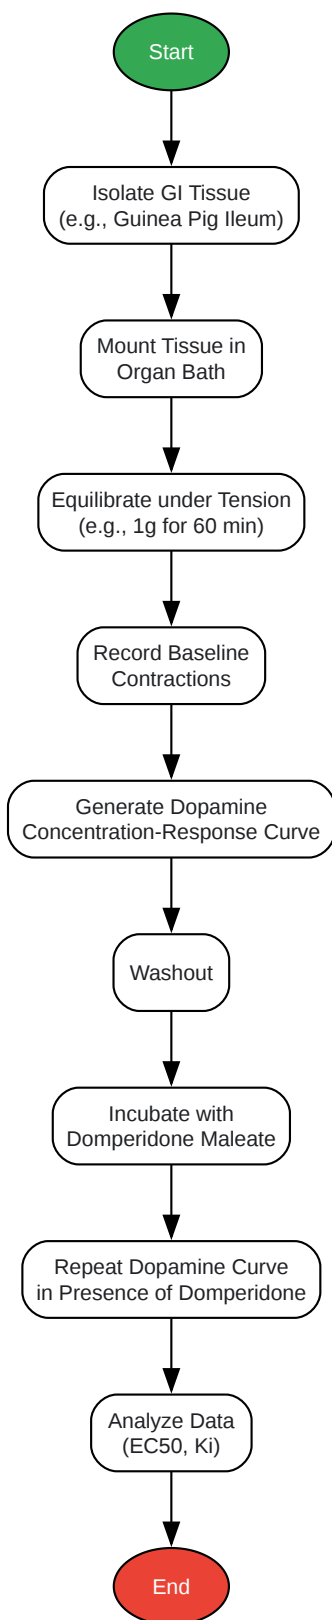 Start
Isolate GI Tissue
(e.g., Guinea Pig Ileum)
Mount Tissue in
Organ Bath
Equilibrate under Tension
(e.g., 1g for 60 min)
Record Baseline
Contractions
Generate Dopamine
Concentration-Response Curve
Washout
Incubate with
Domperidone Maleate
Repeat Dopamine Curve
in Presence of Domperidone
Analyze Data
(EC50, Ki)
End